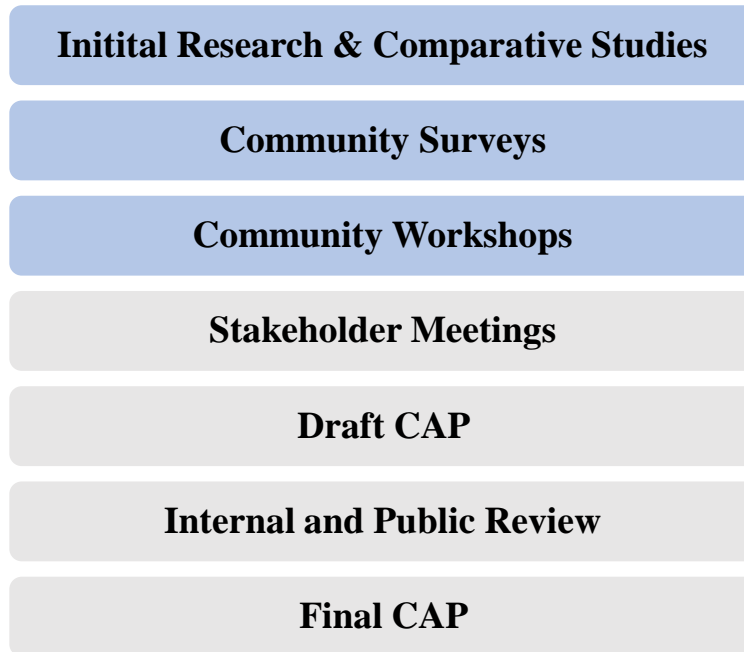 Initital Research & Comparative Studies
Community Surveys
Community Workshops
Stakeholder Meetings
Draft CAP
Internal and Public Review
Final CAP